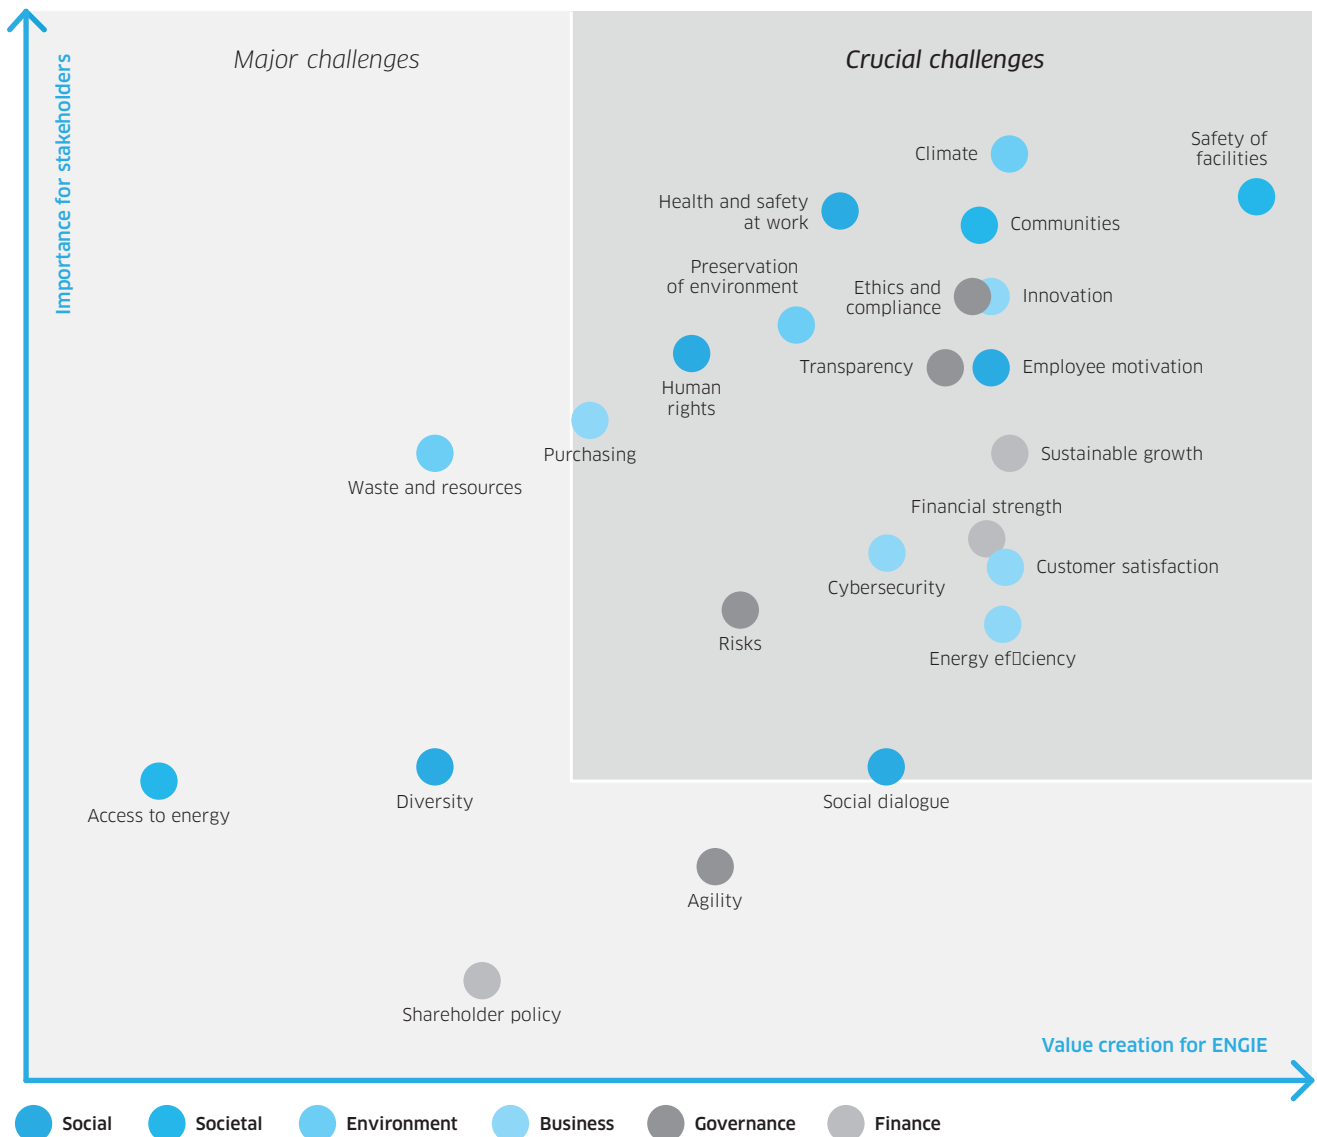 Major challenges
Crucial challenges
Importance for stakeholders
Climate
Safety of
facilities
Health and safety
at work
Communities
Preservation
of environment
Ethics and
compliance
Innovation
Human
rights
Transparency
Employee motivation
Purchasing
Waste and resources
Sustainable growth
Financial strength
Cybersecurity
Customer satisfaction
Risks
Energy ef▯ciency
Access to energy
Diversity
Social dialogue
Agility
Shareholder policy
Value creation for ENGIE
Social
Societal
Environment
Business
Governance
Finance